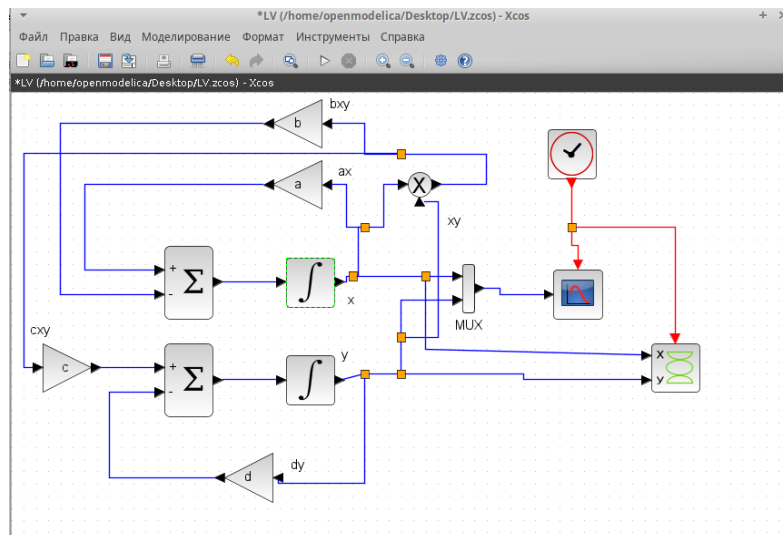 *LV (/home/openmodelica/Desktop/LV.zcos) - Xcos
Файл Правка Вид Моделирование Формат Инструменты Справка
*LV (/home/openmodelica/Desktop/LV.zcos) - Xcos
bxy
b
ax
a
X
xy
+
-
Σ
∫
x
MUX
cxy
c
+
-
Σ
∫
y
X
Y
d
dy